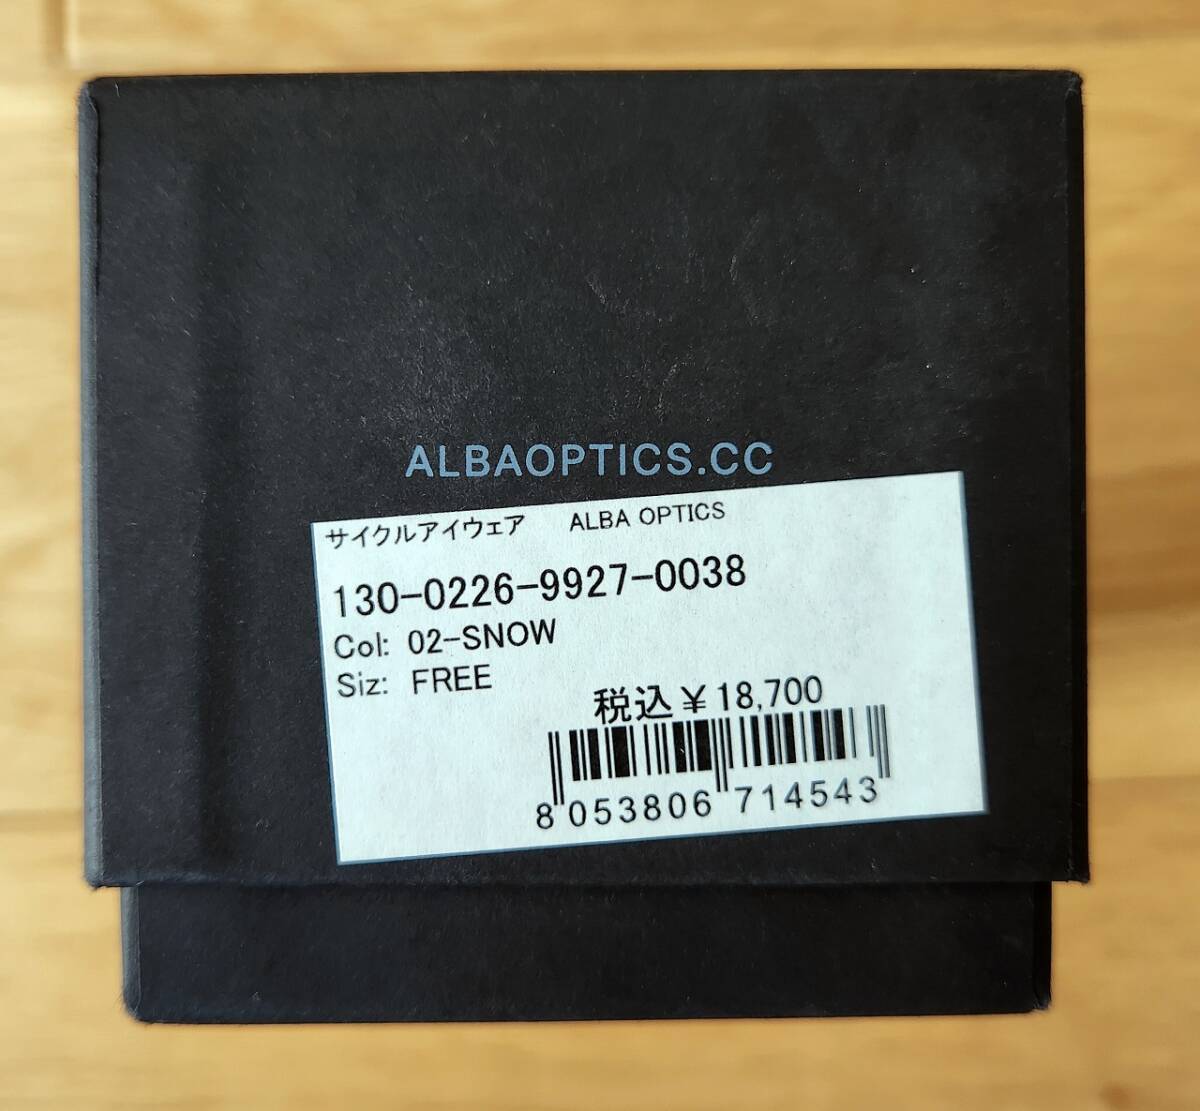 ALBAOPTICS.CC
サイクルアイウェア ALBA OPTICS
130-0226-9927-0038
Col: 02-SNOW
Siz: FREE
税込￥18,700
8 053806 714543